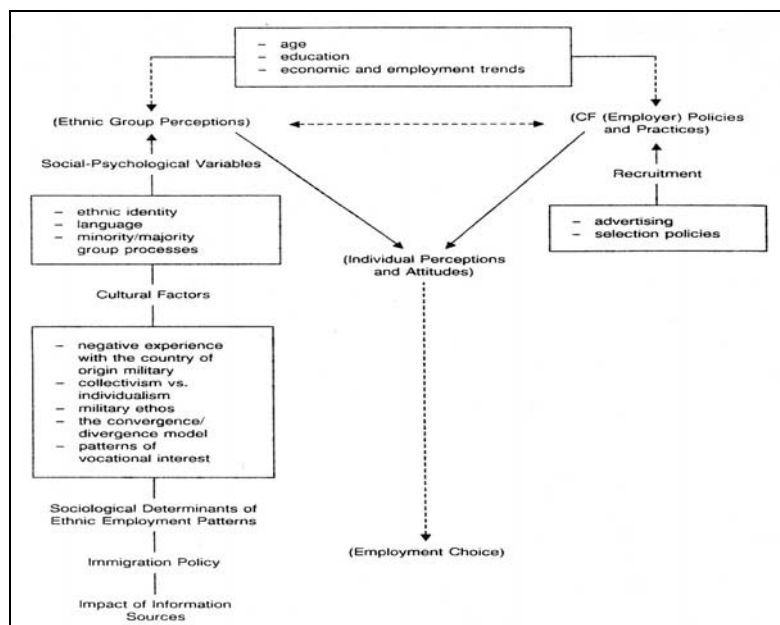 – age
– education
– economic and employment trends
(Ethnic Group Perceptions)
CF (Employer) Policies
and Practices)
Social-Psychological Variables
Recruitment
– ethnic identity
– language
– minority/majority
group processes
– advertising
– selection policies
(Individual Perceptions
and Attitudes)
Cultural Factors
– negative experience
with the country of
origin military
– collectivism vs.
individualism
– military ethos
– the convergence/
divergence model
– patterns of
vocational interest
Sociological Determinants of
Ethnic Employment Patterns
(Employment Choice)
Immigration Policy
Impact of Information
Sources